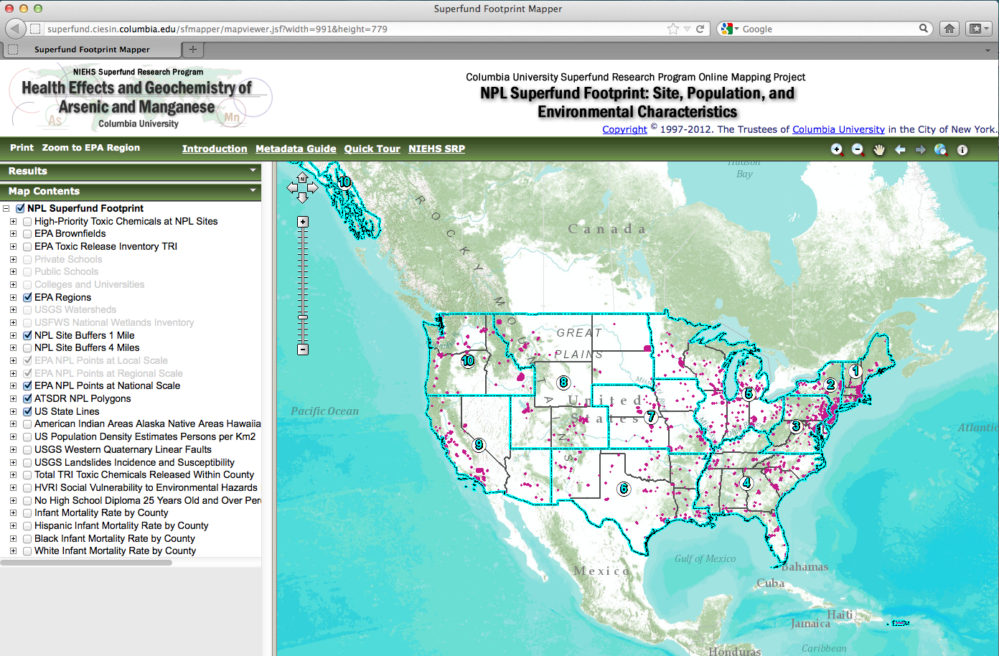 Superfund Footprint Mapper
superfund.ciesin.columbia.edu/sfmapper/mapviewer.jsf?width=991&height=779
Google
Superfund Footprint Mapper
NIEHS Superfund Research Program
Health Effects and Geochemistry of
Arsenic and Manganese
Columbia University
As
Mn
Columbia University Superfund Research Program Online Mapping Project
NPL Superfund Footprint: Site, Population, and
Environmental Characteristics
Copyright © 1997-2012. The Trustees of Columbia University in the City of New York.
Print Zoom to EPA Region Introduction Metadata Guide Quick Tour NIEHS SRP
Results
Map Contents
NPL Superfund Footprint
High-Priority Toxic Chemicals at NPL Sites
EPA Brownfields
EPA Toxic Release Inventory TRI
Private Schools
Public Schools
Colleges and Universities
EPA Regions
USGS Watersheds
USFWS National Wetlands Inventory
NPL Site Buffers 1 Mile
NPL Site Buffers 4 Miles
EPA NPL Points at Local Scale
EPA NPL Points at Regional Scale
EPA NPL Points at National Scale
ATSDR NPL Polygons
US State Lines
American Indian Areas Alaska Native Areas Hawaiia
US Population Density Estimates Persons per Km2
USGS Western Quaternary Linear Faults
USGS Landslides Incidence and Susceptibility
Total TRI Toxic Chemicals Released Within County
HVRI Social Vulnerability to Environmental Hazards
No High School Diploma 25 Years Old and Over Per
Infant Mortality Rate by County
Hispanic Infant Mortality Rate by County
Black Infant Mortality Rate by County
White Infant Mortality Rate by County
N
Hudson
Bay
10
Canada
ROCKY MOUNTAINS
GREAT
PLAINS
10
1
8
2
5
United
States
7
3
Pacific Ocean
Atlantic
9
4
6
Gulf of Mexico
Mexico
Bahamas
Cuba
Haiti
Jamaica
Caribbean
Honduras